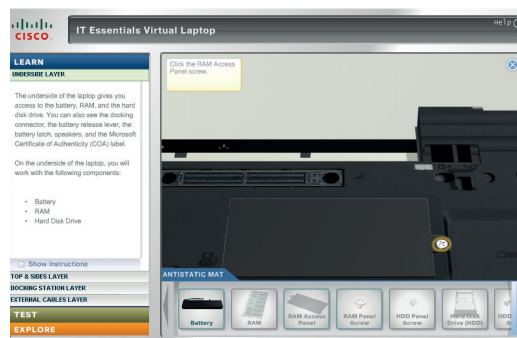 CISCO
IT Essentials Virtual Laptop
Help
LEARN
UNDERSIDE LAYER
The underside of the laptop gives you
access to the battery, RAM, and the hard
disk drive. You can also see the docking
connector, the battery release lever, the
battery latch, speakers, and the Microsoft
Certificate of Authenticity (COA) label.
On the underside of the laptop, you will
work with the following components:
• Battery
• RAM
• Hard Disk Drive
Show Instructions
TOP & SIDES LAYER
DOCKING STATION LAYER
EXTERNAL CABLES LAYER
TEST
EXPLORE
Click the RAM Access
Panel screw.
ANTISTATIC MAT
Battery
RAM
RAM Access
Panel
RAM Panel
Screw
HDD Panel
Screw
Hard Disk
Drive (HDD)
HDD